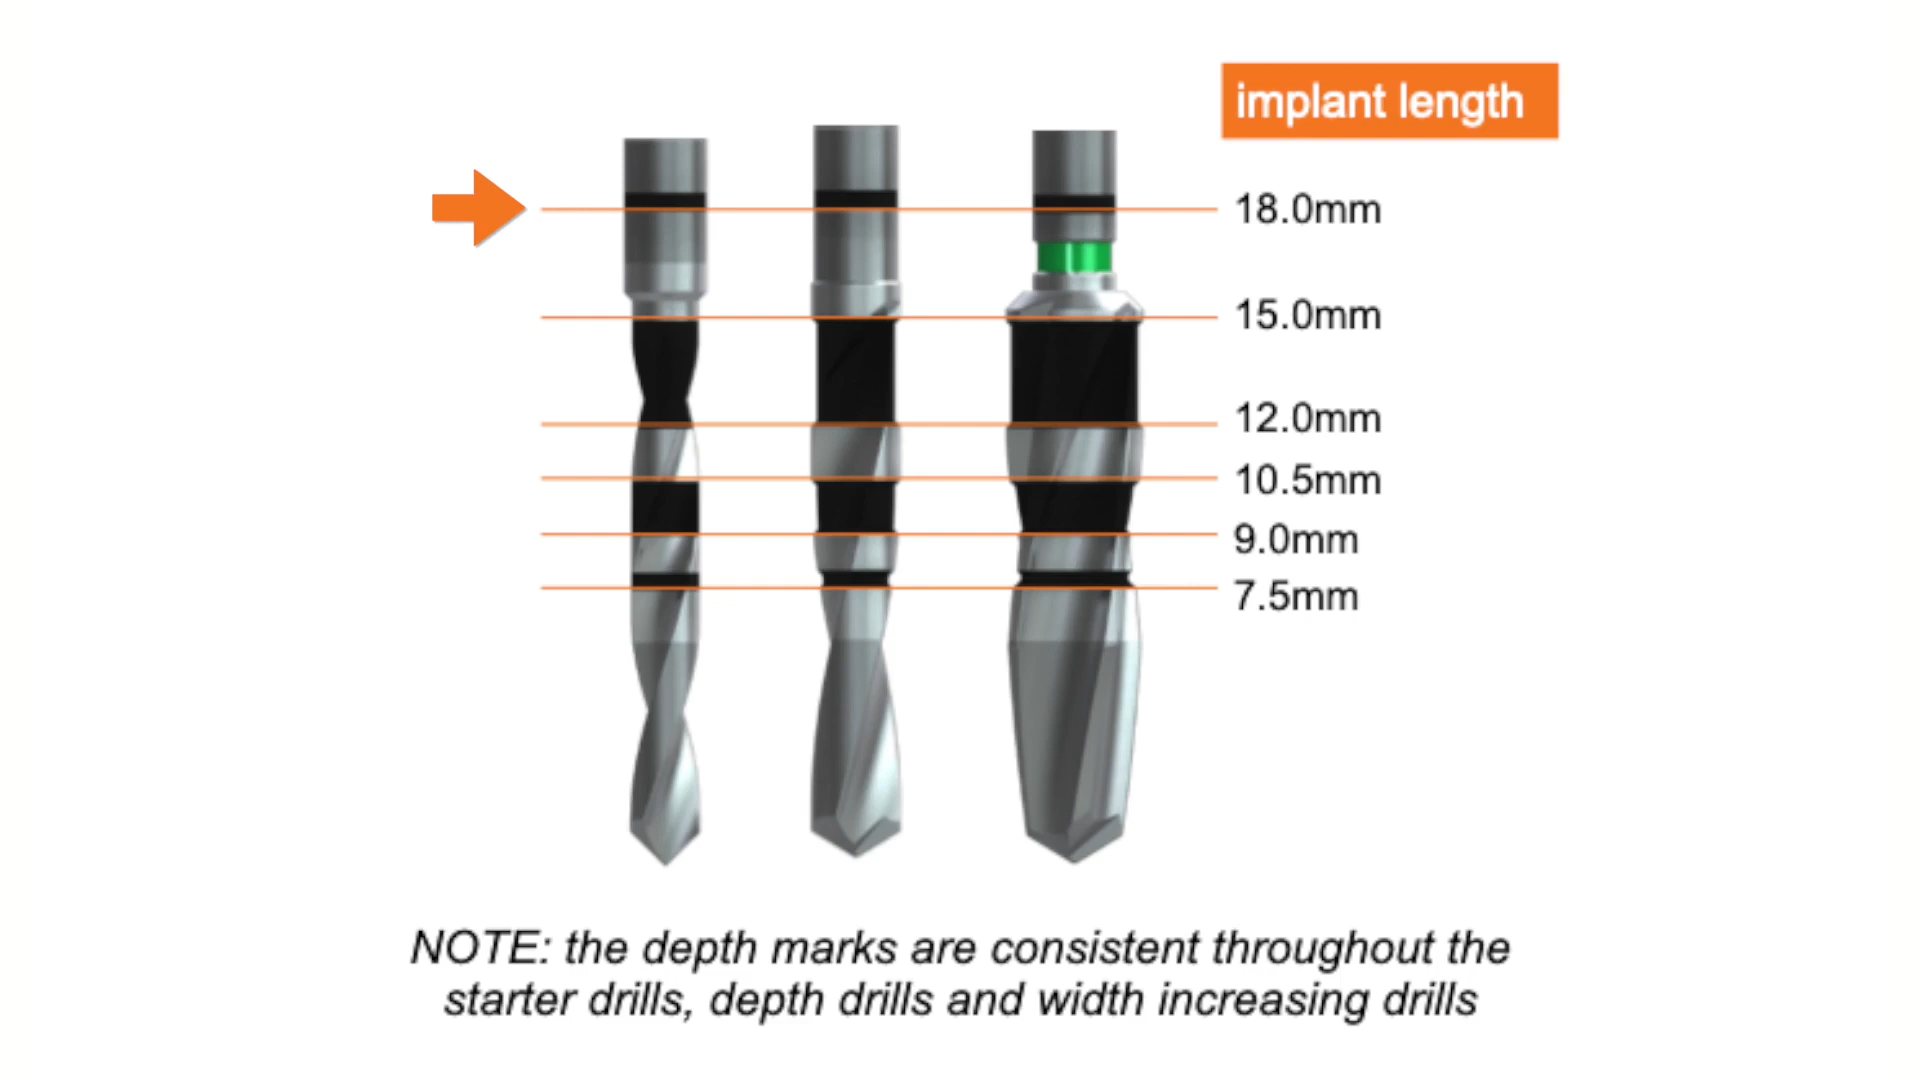 implant length
18.0mm
15.0mm
12.0mm
10.5mm
9.0mm
7.5mm
NOTE: the depth marks are consistent throughout the
starter drills, depth drills and width increasing drills